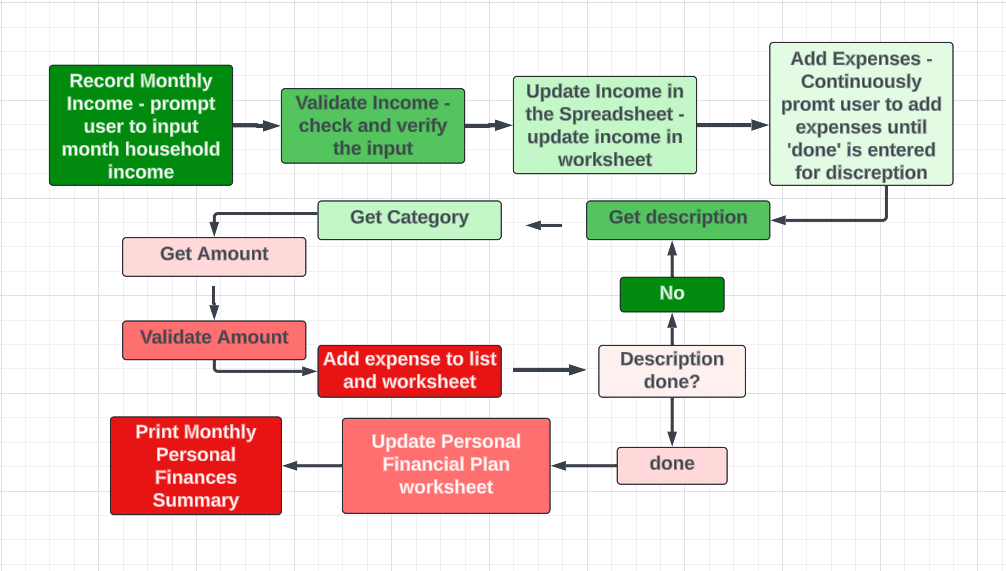 Record Monthly
Income - prompt
user to input
month household
income
Validate Income -
check and verify
the input
Update Income in
the Spreadsheet -
update income in
worksheet
Add Expenses -
Continuously
promt user to add
expenses until
'done' is entered
for discreption
Get description
Get Category
Get Amount
Validate Amount
Add expense to list
and worksheet
Description
done?
No
done
Update Personal
Financial Plan
worksheet
Print Monthly
Personal
Finances
Summary